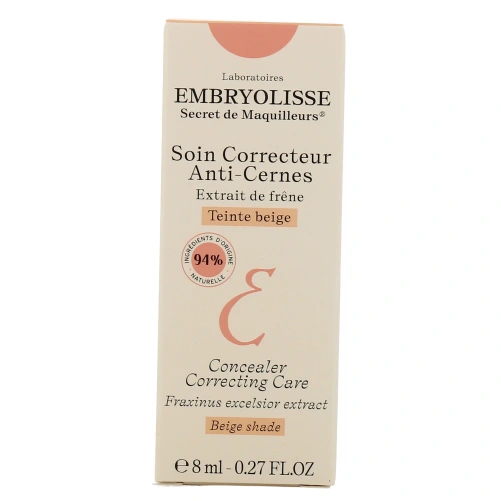 Laboratoires
EMBRYOLISSE
Secret de Maquilleurs®
Soin Correcteur
Anti-Cernes
Extrait de frêne
Teinte beige
INGRÉDIENTS D'ORIGINE
94%
NATURELLE
E
Concealer
Correcting Care
Fraxinus excelsior extract
Beige shade
℮ 8 ml - 0.27 FL.OZ